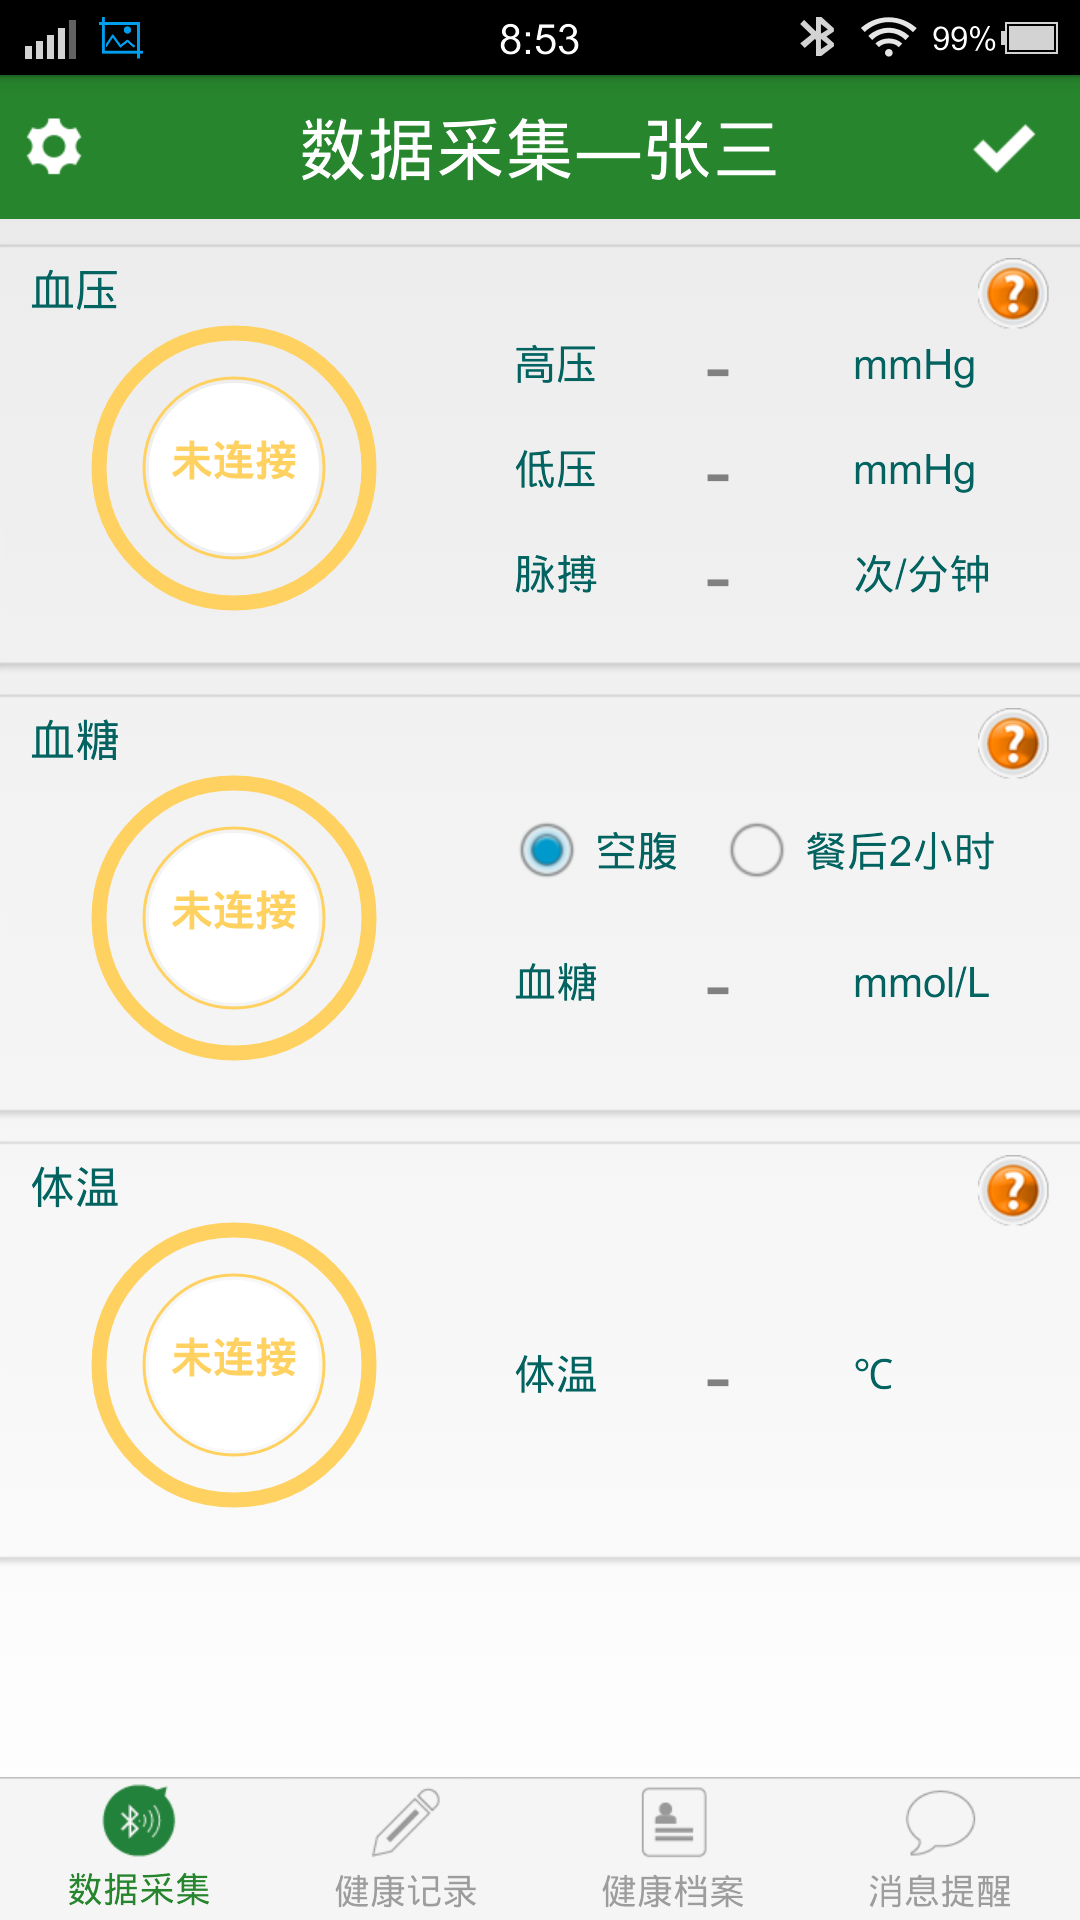 8:53 99%
数据采集—张三
血压
高压 - mmHg
未连接
低压 - mmHg
脉搏 - 次/分钟
血糖
空腹 餐后2小时
未连接
血糖 - mmol/L
体温
未连接
体温 - ℃
数据采集 健康记录 健康档案 消息提醒